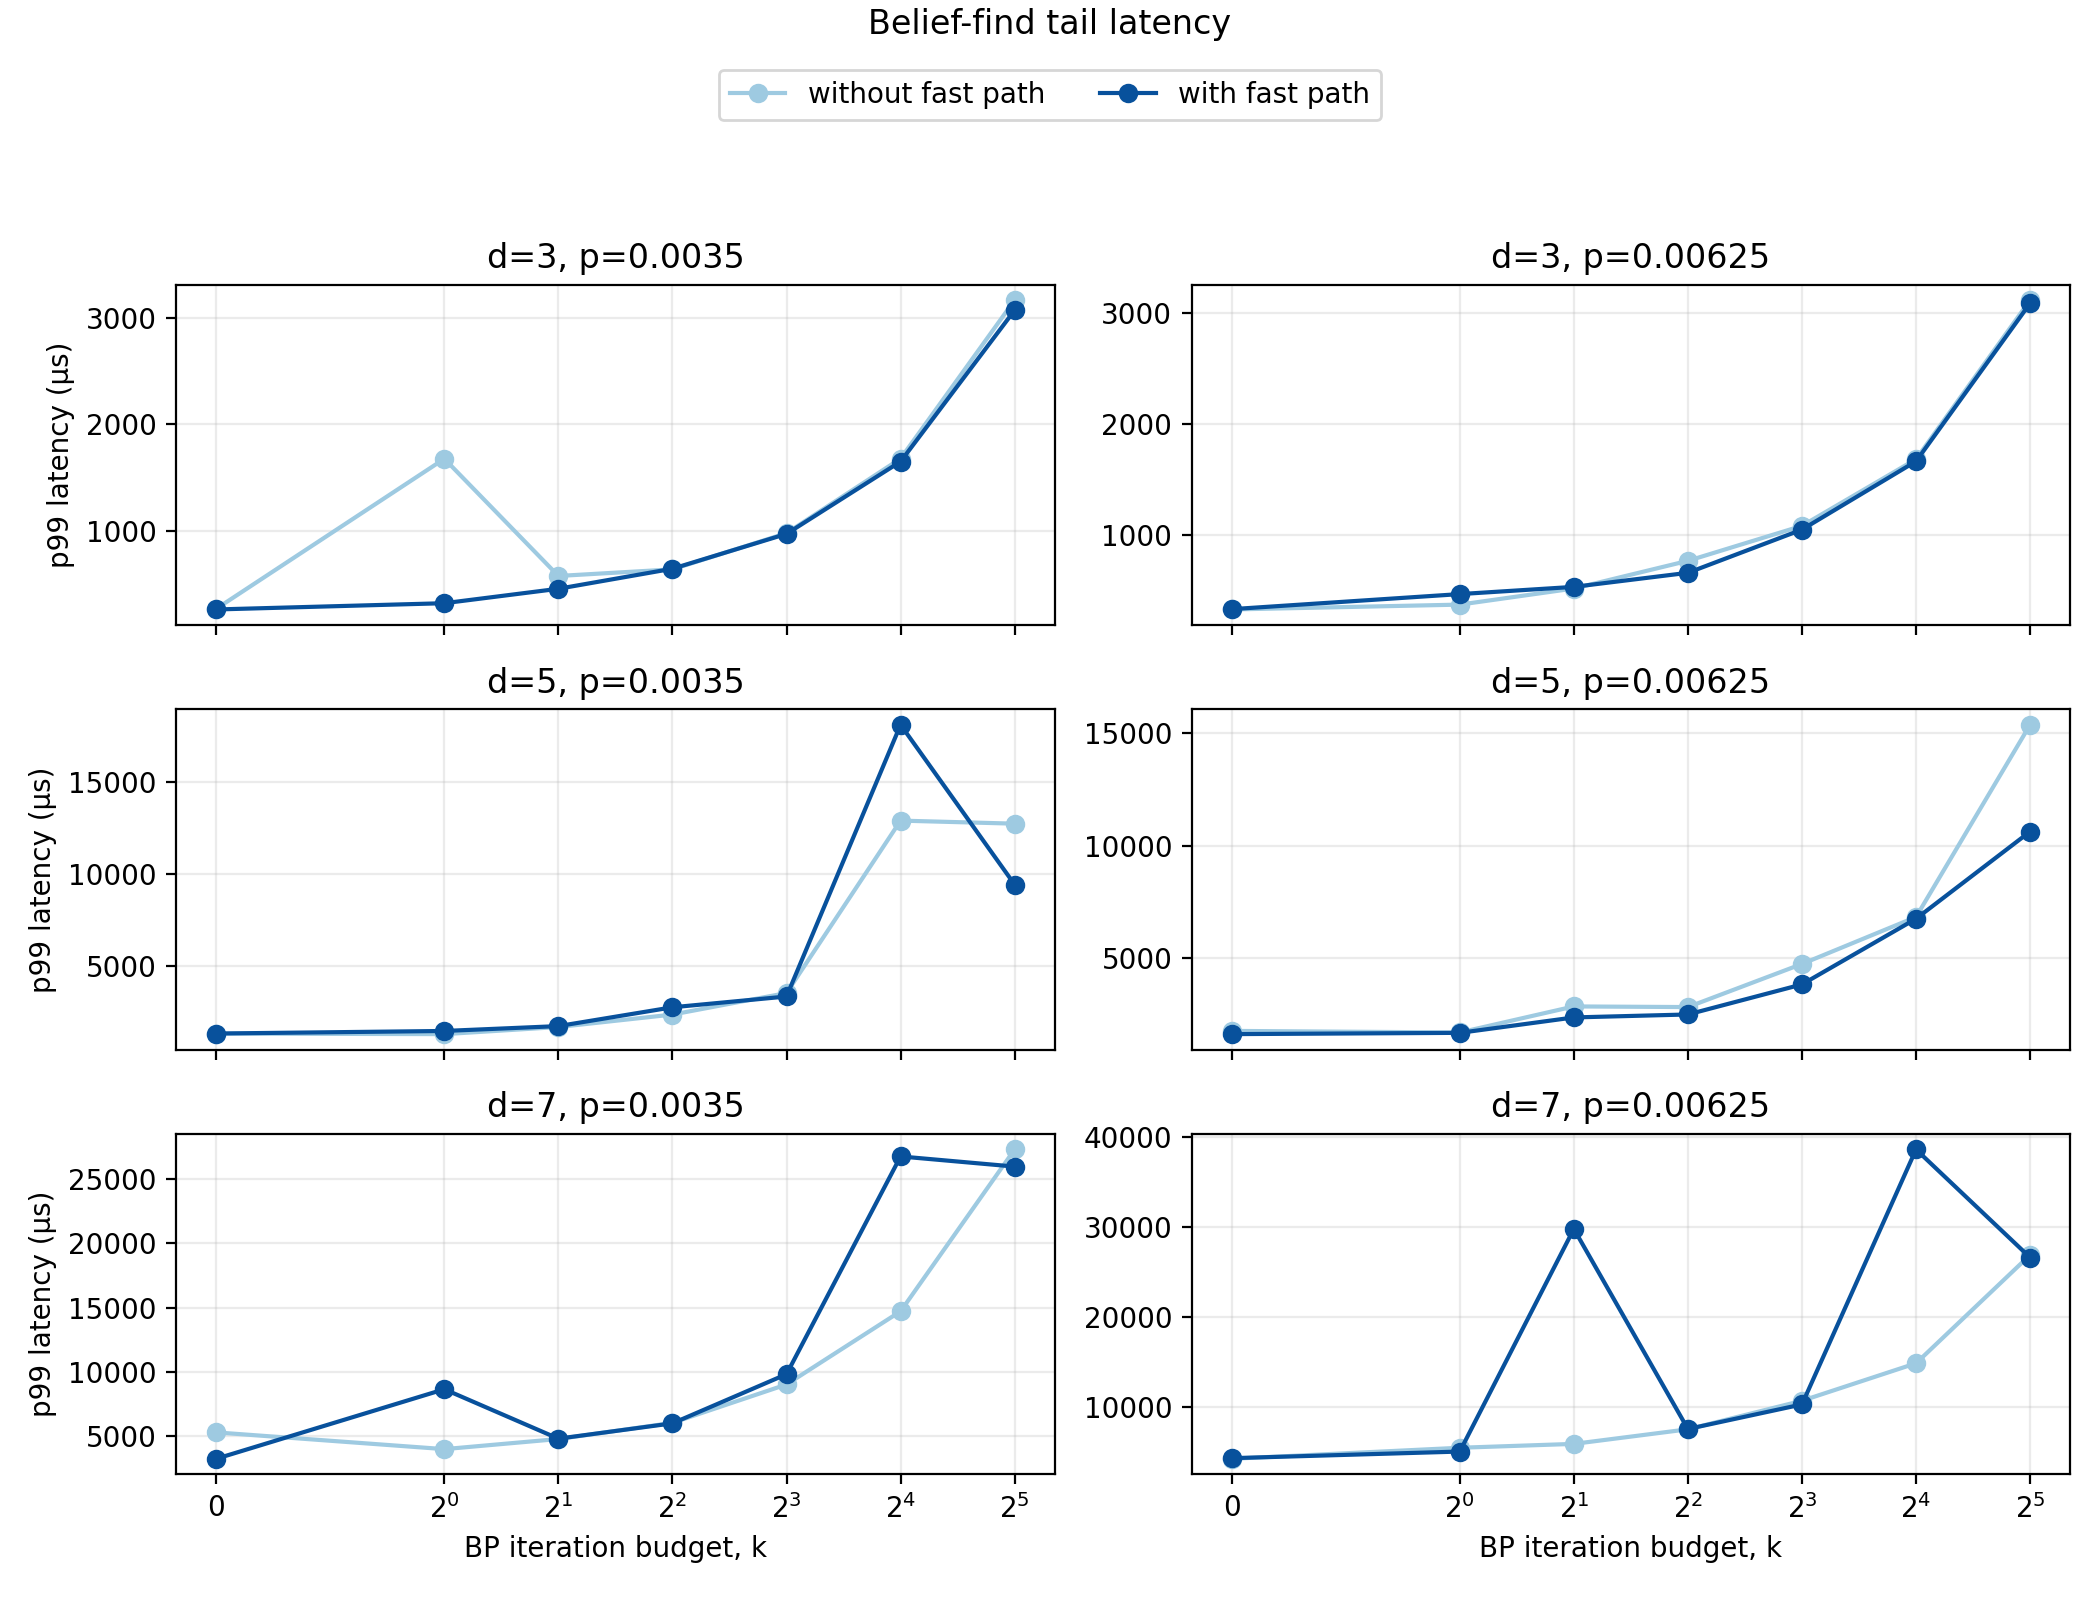 Belief-find tail latency
without fast path with fast path
d=3, p=0.0035
3000
2000
1000
p99 latency (µs)
d=3, p=0.00625
3000
2000
1000
d=5, p=0.0035
15000
10000
5000
p99 latency (µs)
d=5, p=0.00625
15000
10000
5000
d=7, p=0.0035
25000
20000
15000
10000
5000
p99 latency (µs)
0 2⁰ 2¹ 2² 2³ 2⁴ 2⁵
BP iteration budget, k
d=7, p=0.00625
40000
30000
20000
10000
0 2⁰ 2¹ 2² 2³ 2⁴ 2⁵
BP iteration budget, k